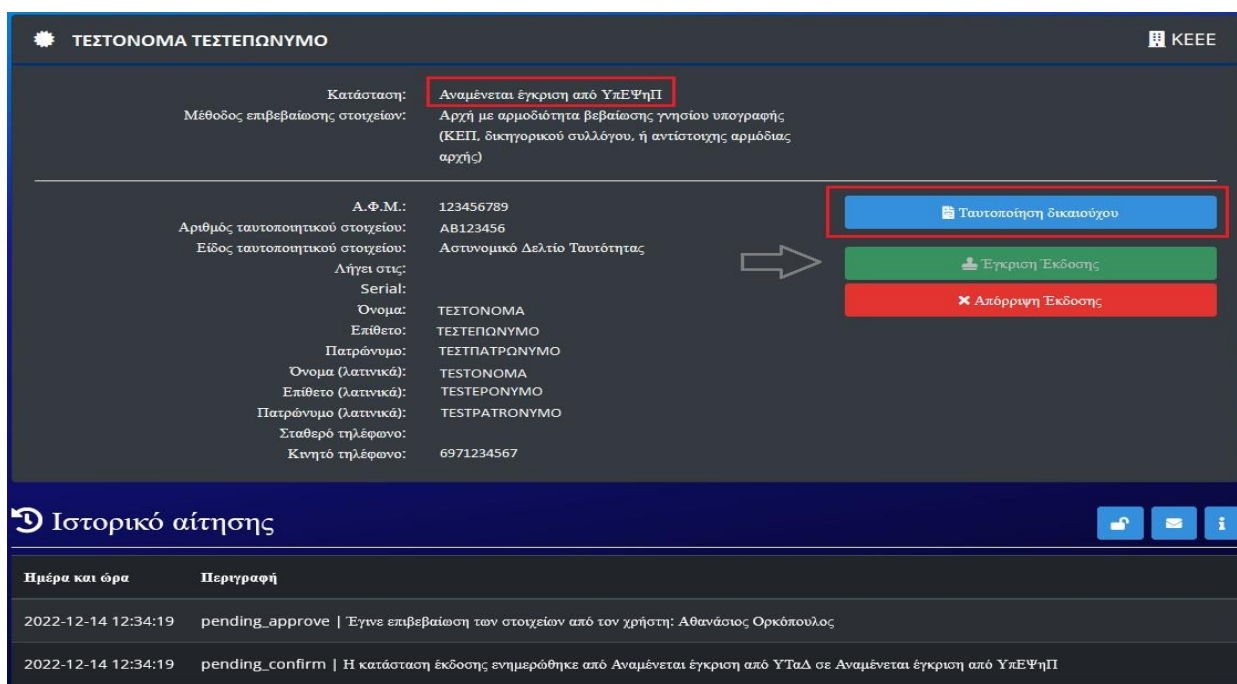 ΤΕΣΤΟΝΟΜΑ ΤΕΣΤΕΠΩΝΥΜΟ
ΚΕΕΕ
Κατάσταση: Αναμένεται έγκριση από ΥπΕΨηΠ
Μέθοδος επιβεβαίωσης στοιχείων: Αρχή με αρμοδιότητα βεβαίωσης γνησίου υπογραφής
(ΚΕΠ, δικηγορικού συλλόγου, ή αντίστοιχης αρμόδιας
αρχής)
Α.Φ.Μ.: 123456789
Αριθμός ταυτοποιητικού στοιχείου: AB123456
Είδος ταυτοποιητικού στοιχείου: Αστυνομικό Δελτίο Ταυτότητας
Λήγει στις:
Serial:
Όνομα: ΤΕΣΤΟΝΟΜΑ
Επίθετο: ΤΕΣΤΕΠΩΝΥΜΟ
Πατρώνυμο: ΤΕΣΤΠΑΤΡΩΝΥΜΟ
Όνομα (λατινικά): TESTONOMA
Επίθετο (λατινικά): TESTEPONYMO
Πατρώνυμο (λατινικά): TESTPATRONYMO
Σταθερό τηλέφωνο:
Κινητό τηλέφωνο: 6971234567
Ταυτοποίηση δικαιούχου
Έγκριση Έκδοσης
Απόρριψη Έκδοσης
Ιστορικό αίτησης
Ημέρα και ώρα Περιγραφή
2022-12-14 12:34:19 pending_approve | Έγινε επιβεβαίωση των στοιχείων από τον χρήστη: Αθανάσιος Ορκόπουλος
2022-12-14 12:34:19 pending_confirm | Η κατάσταση έκδοσης ενημερώθηκε από Αναμένεται έγκριση από ΥΤαΔ σε Αναμένεται έγκριση από ΥπΕΨηΠ